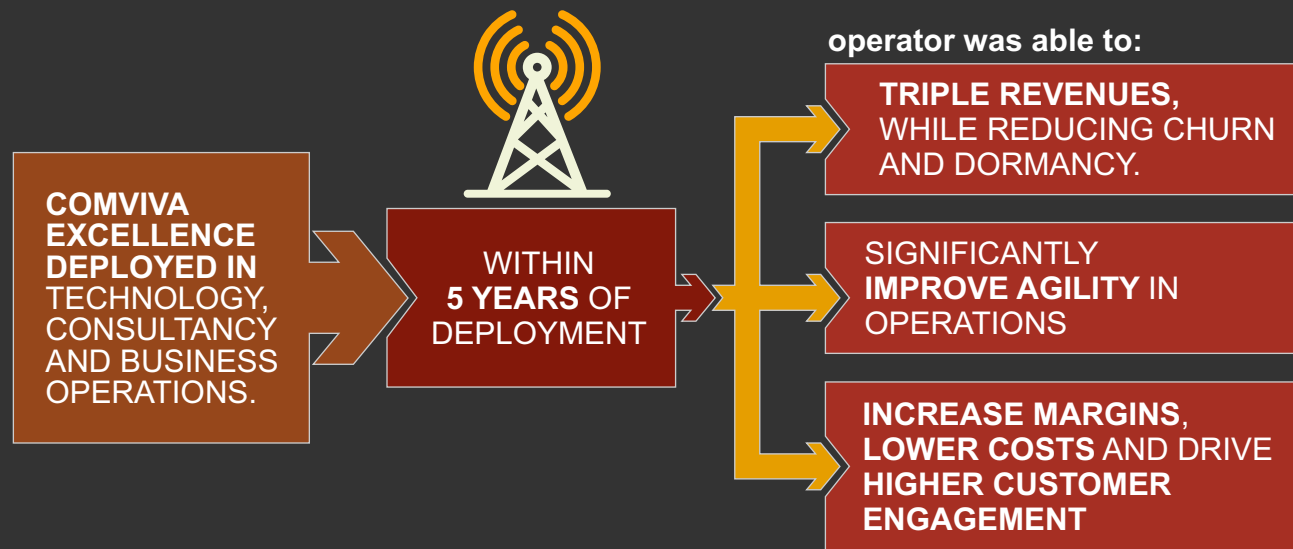 COMVIVA
EXCELLENCE
DEPLOYED IN
TECHNOLOGY,
CONSULTANCY
AND BUSINESS
OPERATIONS.
WITHIN
5 YEARS OF
DEPLOYMENT
operator was able to:
TRIPLE REVENUES,
WHILE REDUCING CHURN
AND DORMANCY.
SIGNIFICANTLY
IMPROVE AGILITY IN
OPERATIONS
INCREASE MARGINS,
LOWER COSTS AND DRIVE
HIGHER CUSTOMER
ENGAGEMENT